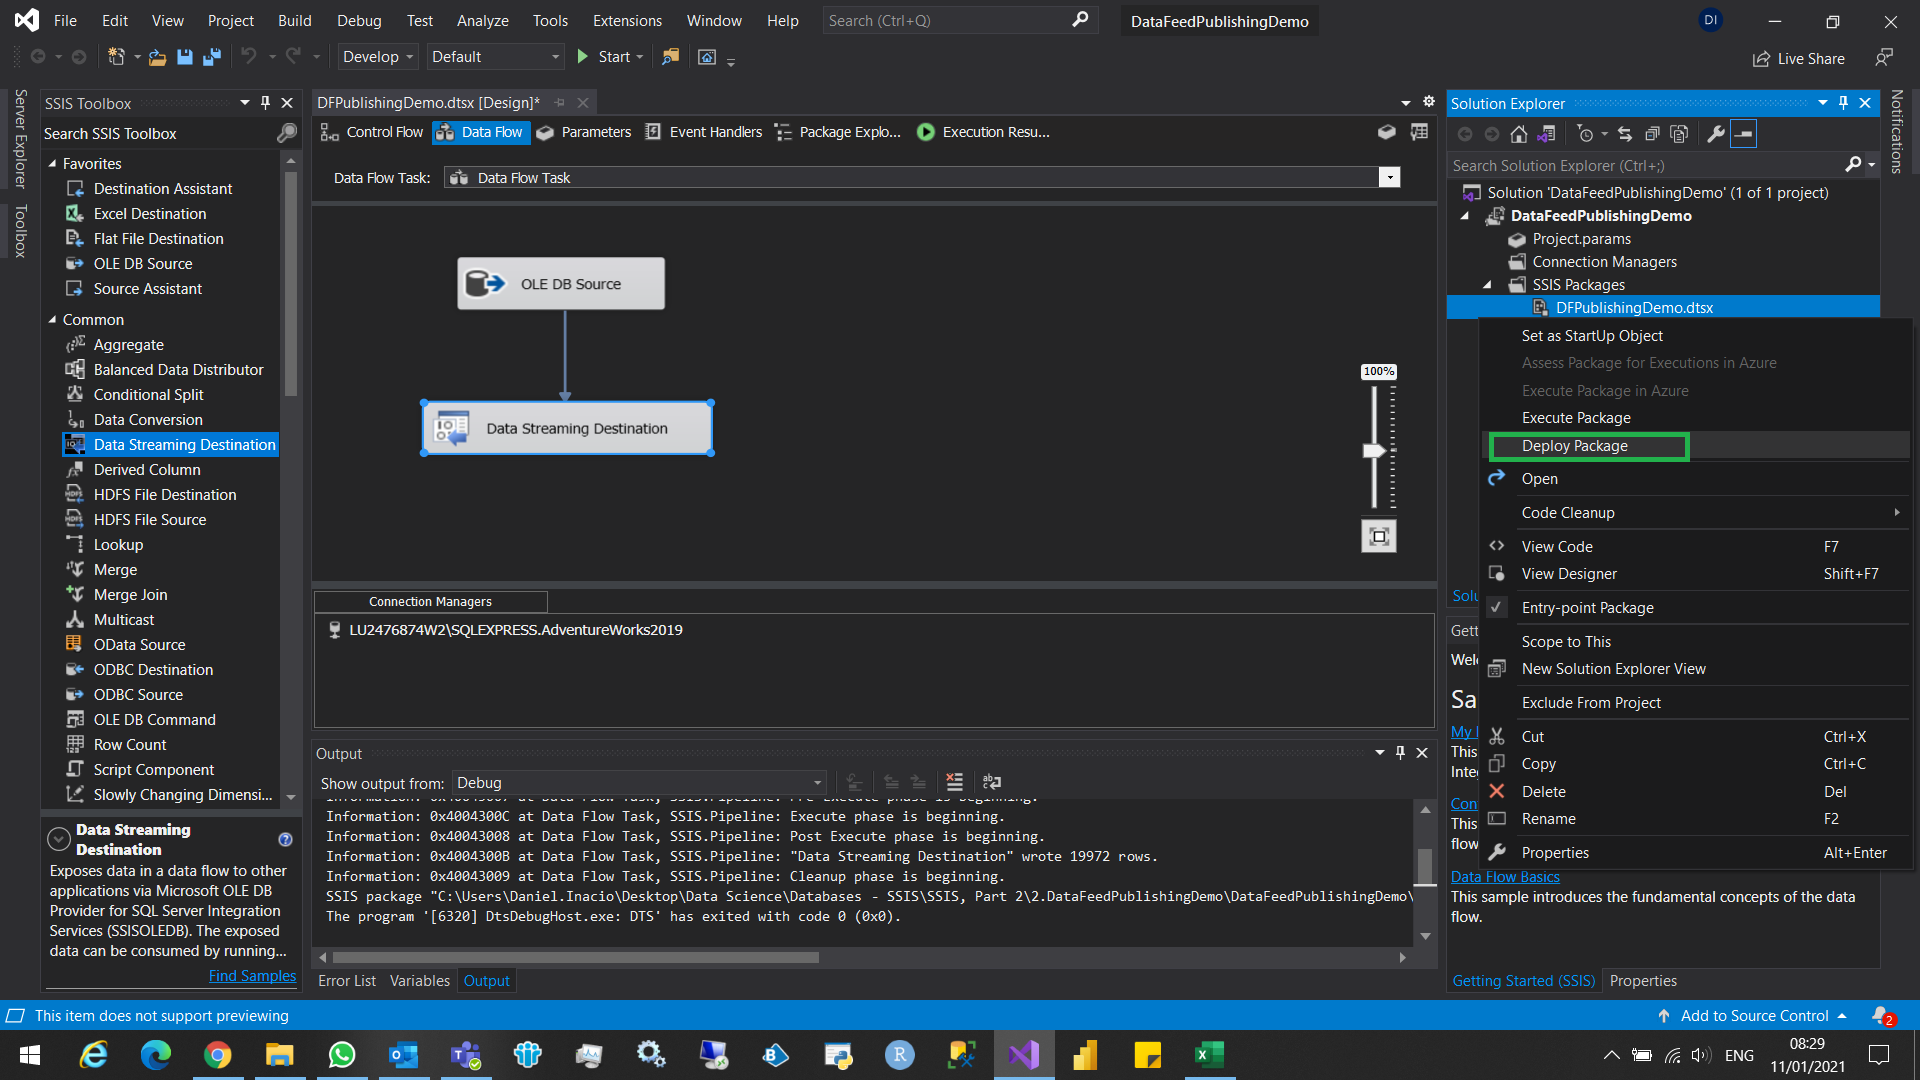 File Edit View Project Build Debug Test Analyze Tools Extensions Window Help Search (Ctrl+Q) DataFeedPublishingDemo DI
Develop Default Start Live Share
Server Explorer
Toolbox
SSIS Toolbox
Search SSIS Toolbox
Favorites
Destination Assistant
Excel Destination
Flat File Destination
OLE DB Source
Source Assistant
Common
Aggregate
Balanced Data Distributor
Conditional Split
Data Conversion
Data Streaming Destination
Derived Column
HDFS File Destination
HDFS File Source
Lookup
Merge
Merge Join
Multicast
OData Source
ODBC Destination
ODBC Source
OLE DB Command
Row Count
Script Component
Slowly Changing Dimensi...
Data Streaming
Destination
Exposes data in a data flow to other
applications via Microsoft OLE DB
Provider for SQL Server Integration
Services (SSISOLEDB). The exposed
data can be consumed by running...
Find Samples
DFPublishingDemo.dtsx [Design]*
Control Flow Data Flow Parameters Event Handlers Package Explo... Execution Resu...
Data Flow Task: Data Flow Task
OLE DB Source
Data Streaming Destination
100%
Connection Managers
LU2476874W2\SQLEXPRESS.AdventureWorks2019
Output
Show output from: Debug
Information: 0x4004300C at Data Flow Task, SSIS.Pipeline: Execute phase is beginning.
Information: 0x40043008 at Data Flow Task, SSIS.Pipeline: Post Execute phase is beginning.
Information: 0x4004300B at Data Flow Task, SSIS.Pipeline: "Data Streaming Destination" wrote 19972 rows.
Information: 0x40043009 at Data Flow Task, SSIS.Pipeline: Cleanup phase is beginning.
SSIS package "C:\Users\Daniel.Inacio\Desktop\Data Science\Databases - SSIS\SSIS, Part 2\2.DataFeedPublishingDemo\DataFeedPublishingDemo\
The program '[6320] DtsDebugHost.exe: DTS' has exited with code 0 (0x0).
Error List Variables Output
Solution Explorer
Search Solution Explorer (Ctrl+;)
Solution 'DataFeedPublishingDemo' (1 of 1 project)
DataFeedPublishingDemo
Project.params
Connection Managers
SSIS Packages
DFPublishingDemo.dtsx
Notifications
Set as StartUp Object
Assess Package for Executions in Azure
Execute Package in Azure
Execute Package
Deploy Package
Open
Code Cleanup
View Code F7
View Designer Shift+F7
Entry-point Package
Scope to This
New Solution Explorer View
Exclude From Project
Cut Ctrl+X
Copy Ctrl+C
Delete Del
Rename F2
Properties Alt+Enter
Solu
Gett
Welc
Sa
My
This
Inte
Con
This
flow
Data Flow Basics
This sample introduces the fundamental concepts of the data
flow.
Getting Started (SSIS) Properties
This item does not support previewing Add to Source Control 2
ENG 08:29
11/01/2021